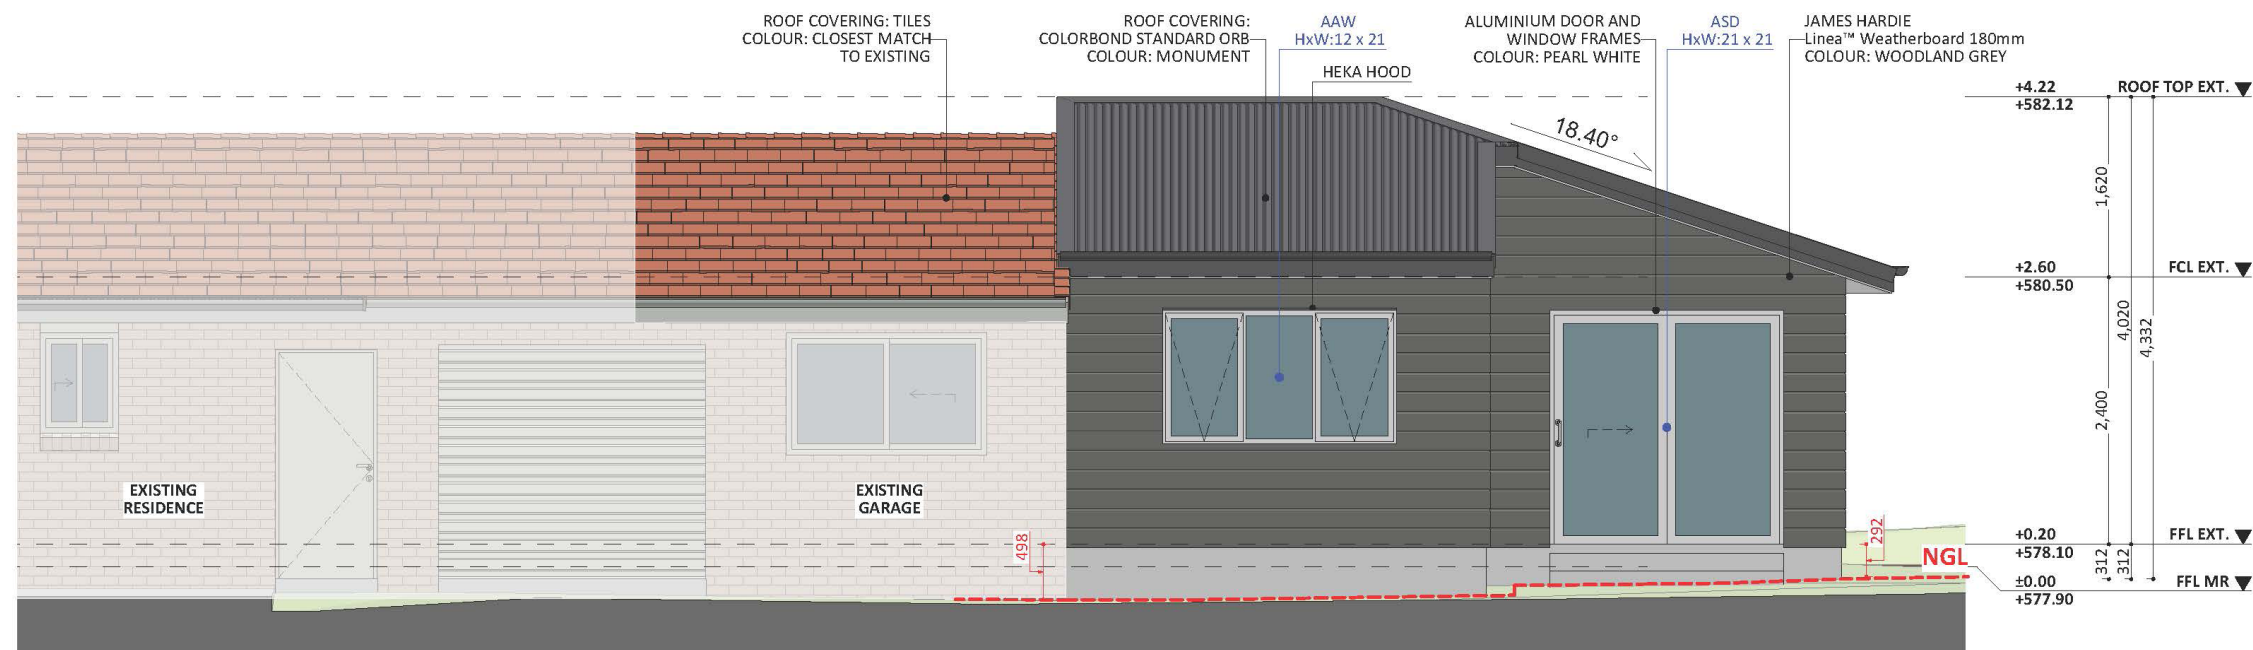 ROOF COVERING: TILES
COLOUR: CLOSEST MATCH
TO EXISTING
ROOF COVERING:
COLORBOND STANDARD ORB
COLOUR: MONUMENT
AAW
HxW:12 x 21
HEKA HOOD
ALUMINIUM DOOR AND
WINDOW FRAMES
COLOUR: PEARL WHITE
ASD
HxW:21 x 21
JAMES HARDIE
Linea™ Weatherboard 180mm
COLOUR: WOODLAND GREY
18.40°
+4.22 ROOF TOP EXT.
+582.12
1,620
+2.60 FCL EXT.
+580.50
2,400
4,020
4,332
EXISTING
RESIDENCE
EXISTING
GARAGE
498
292
NGL
+0.20 FFL EXT.
+578.10
312
312
±0.00 FFL MR
+577.90